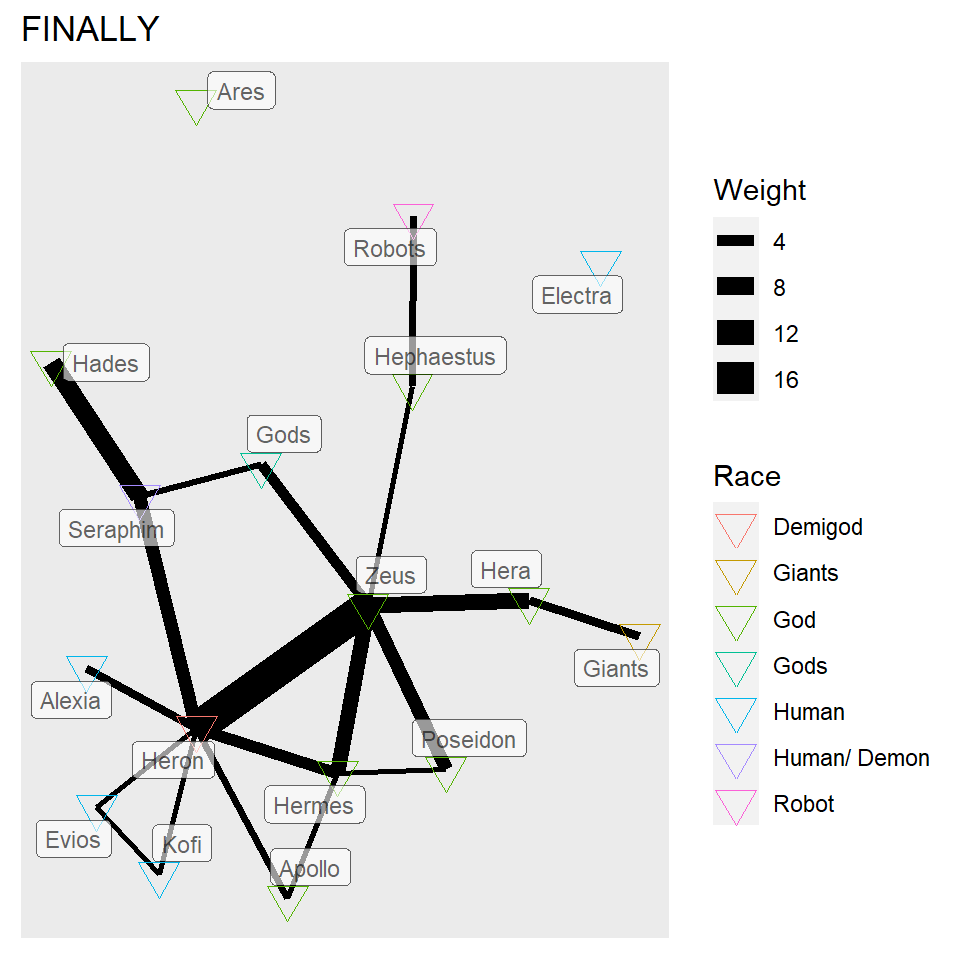 FINALLY
Ares
Robots
Electra
Hephaestus
Hades
Gods
Seraphim
Zeus
Hera
Giants
Alexia
Poseidon
Heron
Hermes
Evios
Kofi
Apollo
Weight
4
8
12
16
Race
Demigod
Giants
God
Gods
Human
Human/ Demon
Robot